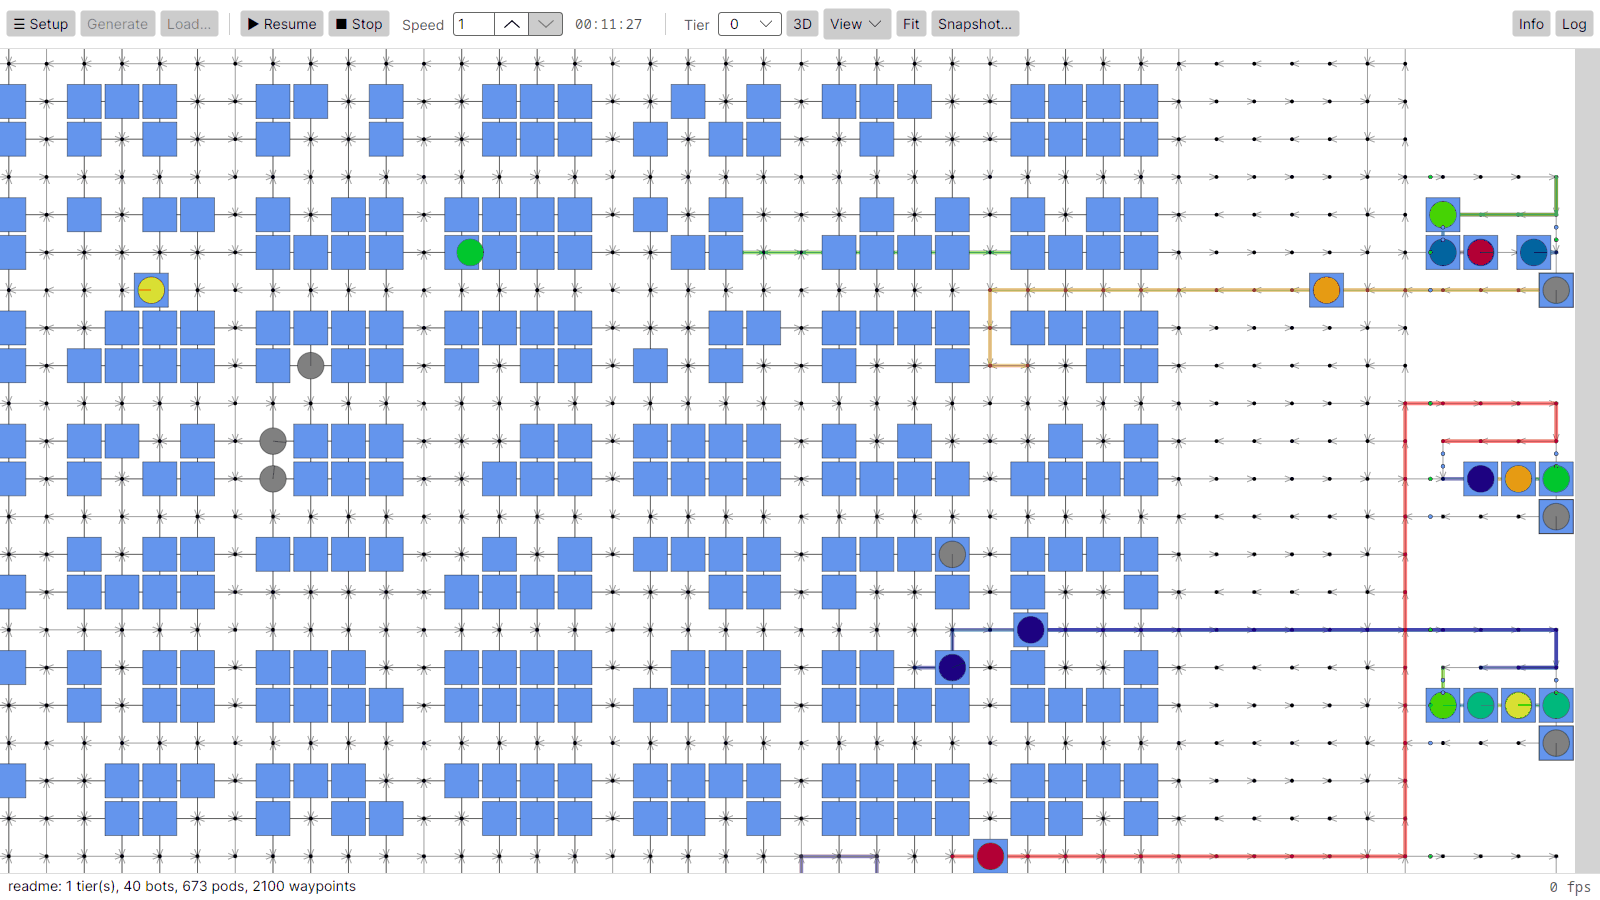 ☰ Setup Generate Load... ▶ Resume ■ Stop Speed 1 00:11:27 Tier 0 3D View Fit Snapshot... Info Log
readme: 1 tier(s), 40 bots, 673 pods, 2100 waypoints 0 fps